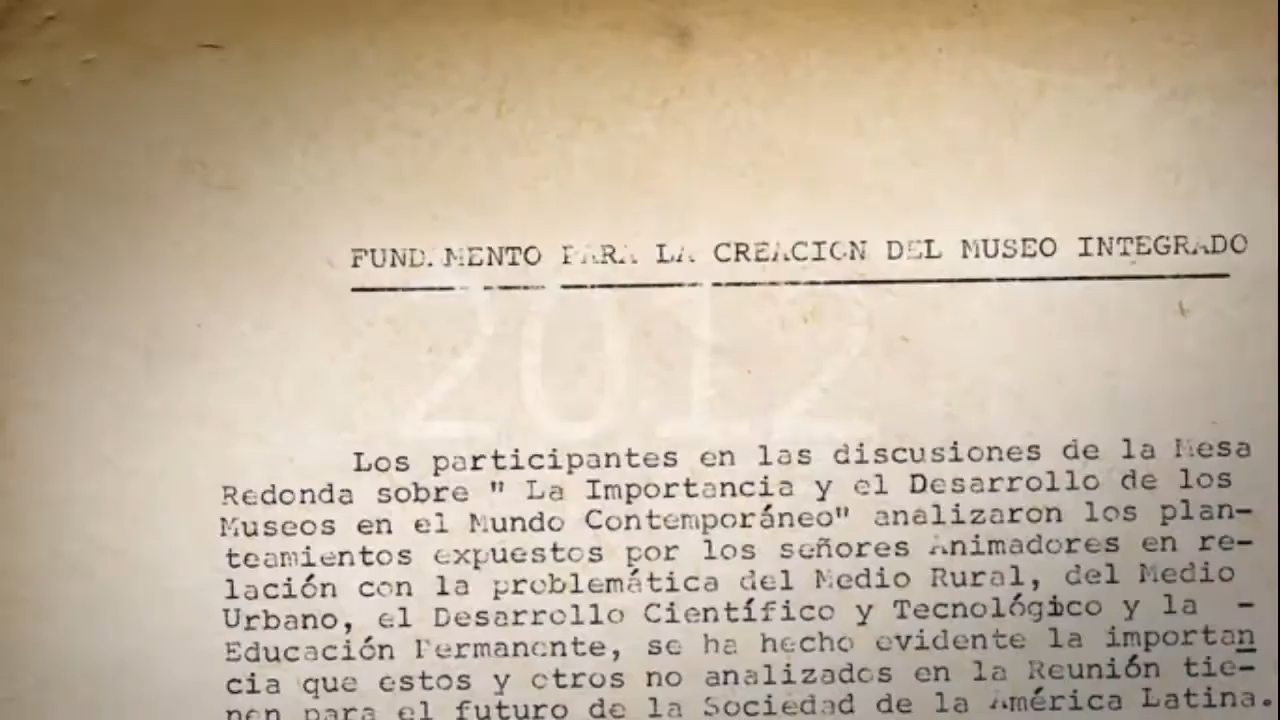 FUNDAMENTO PARA LA CREACION DEL MUSEO INTEGRADO
2012
Los participantes en las discusiones de la Mesa
Redonda sobre " La Importancia y el Desarrollo de los
Museos en el Mundo Contemporáneo" analizaron los plan-
teamientos expuestos por los señores Animadores en re-
lación con la problemática del Medio Rural, del Medio
Urbano, el Desarrollo Científico y Tecnológico y la -
Educación Permanente, se ha hecho evidente la importan
cia que estos y otros no analizados en la Reunión tie-
nen para el futuro de la Sociedad de la América Latina.